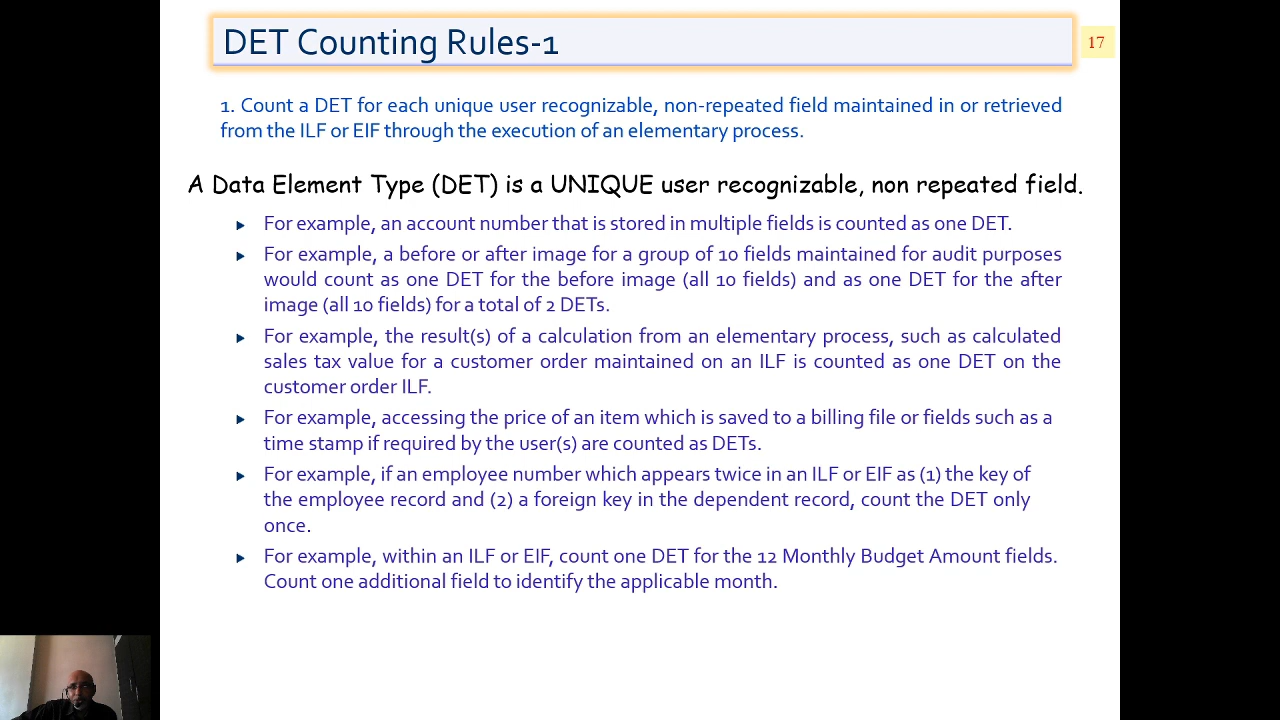 DET Counting Rules-1
17
1. Count a DET for each unique user recognizable, non-repeated field maintained in or retrieved
from the ILF or EIF through the execution of an elementary process.
A Data Element Type (DET) is a UNIQUE user recognizable, non repeated field.
For example, an account number that is stored in multiple fields is counted as one DET.
For example, a before or after image for a group of 10 fields maintained for audit purposes
would count as one DET for the before image (all 10 fields) and as one DET for the after
image (all 10 fields) for a total of 2 DETs.
For example, the result(s) of a calculation from an elementary process, such as calculated
sales tax value for a customer order maintained on an ILF is counted as one DET on the
customer order ILF.
For example, accessing the price of an item which is saved to a billing file or fields such as a
time stamp if required by the user(s) are counted as DETs.
For example, if an employee number which appears twice in an ILF or EIF as (1) the key of
the employee record and (2) a foreign key in the dependent record, count the DET only
once.
For example, within an ILF or EIF, count one DET for the 12 Monthly Budget Amount fields.
Count one additional field to identify the applicable month.